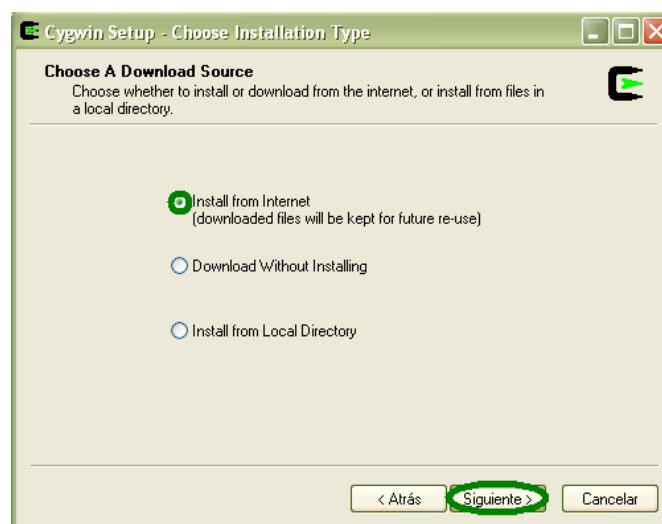 Cygwin Setup - Choose Installation Type
Choose A Download Source
Choose whether to install or download from the internet, or install from files in
a local directory.
Install from Internet
(downloaded files will be kept for future re-use)
Download Without Installing
Install from Local Directory
< Atrás
Siguiente >
Cancelar